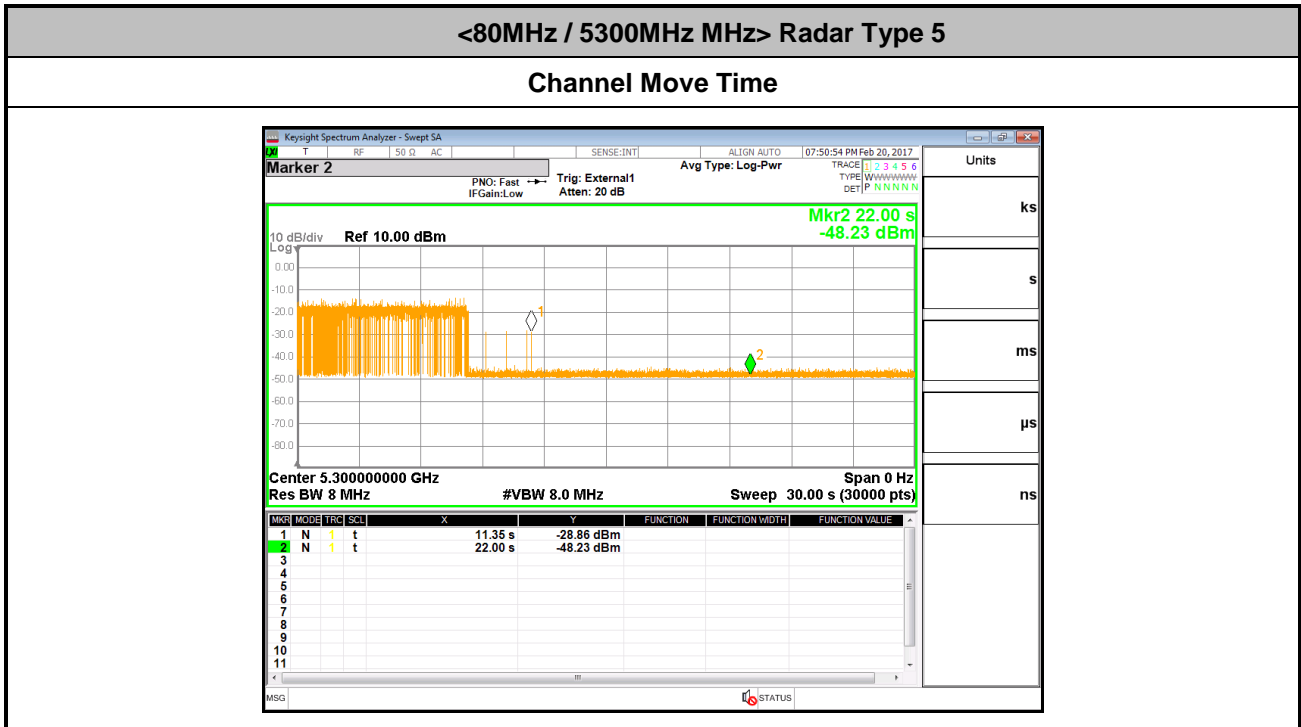 <80MHz / 5300MHz MHz> Radar Type 5
Channel Move Time
Keysight Spectrum Analyzer - Swept SA
LXI T RF 50 Ω AC SENSE:INT ALIGN AUTO 07:50:54 PM Feb 20, 2017
Marker 2
PNO: Fast
IFGain:Low
Trig: External1
Atten: 20 dB
Avg Type: Log-Pwr
TRACE 1 2 3 4 5 6
TYPE WWWWWW
DET P N N N N N
Mkr2 22.00 s
-48.23 dBm
10 dB/div Ref 10.00 dBm
Log
0.00
-10.0
-20.0
-30.0
-40.0
-50.0
-60.0
-70.0
-80.0
1
2
Center 5.300000000 GHz Span 0 Hz
Res BW 8 MHz #VBW 8.0 MHz Sweep 30.00 s (30000 pts)
MKR MODE TRC SCL X Y FUNCTION FUNCTION WIDTH FUNCTION VALUE
1 N 1 t 11.35 s -28.86 dBm
2 N 1 t 22.00 s -48.23 dBm
3
4
5
6
7
8
9
10
11
MSG STATUS
Units
ks
s
ms
µs
ns